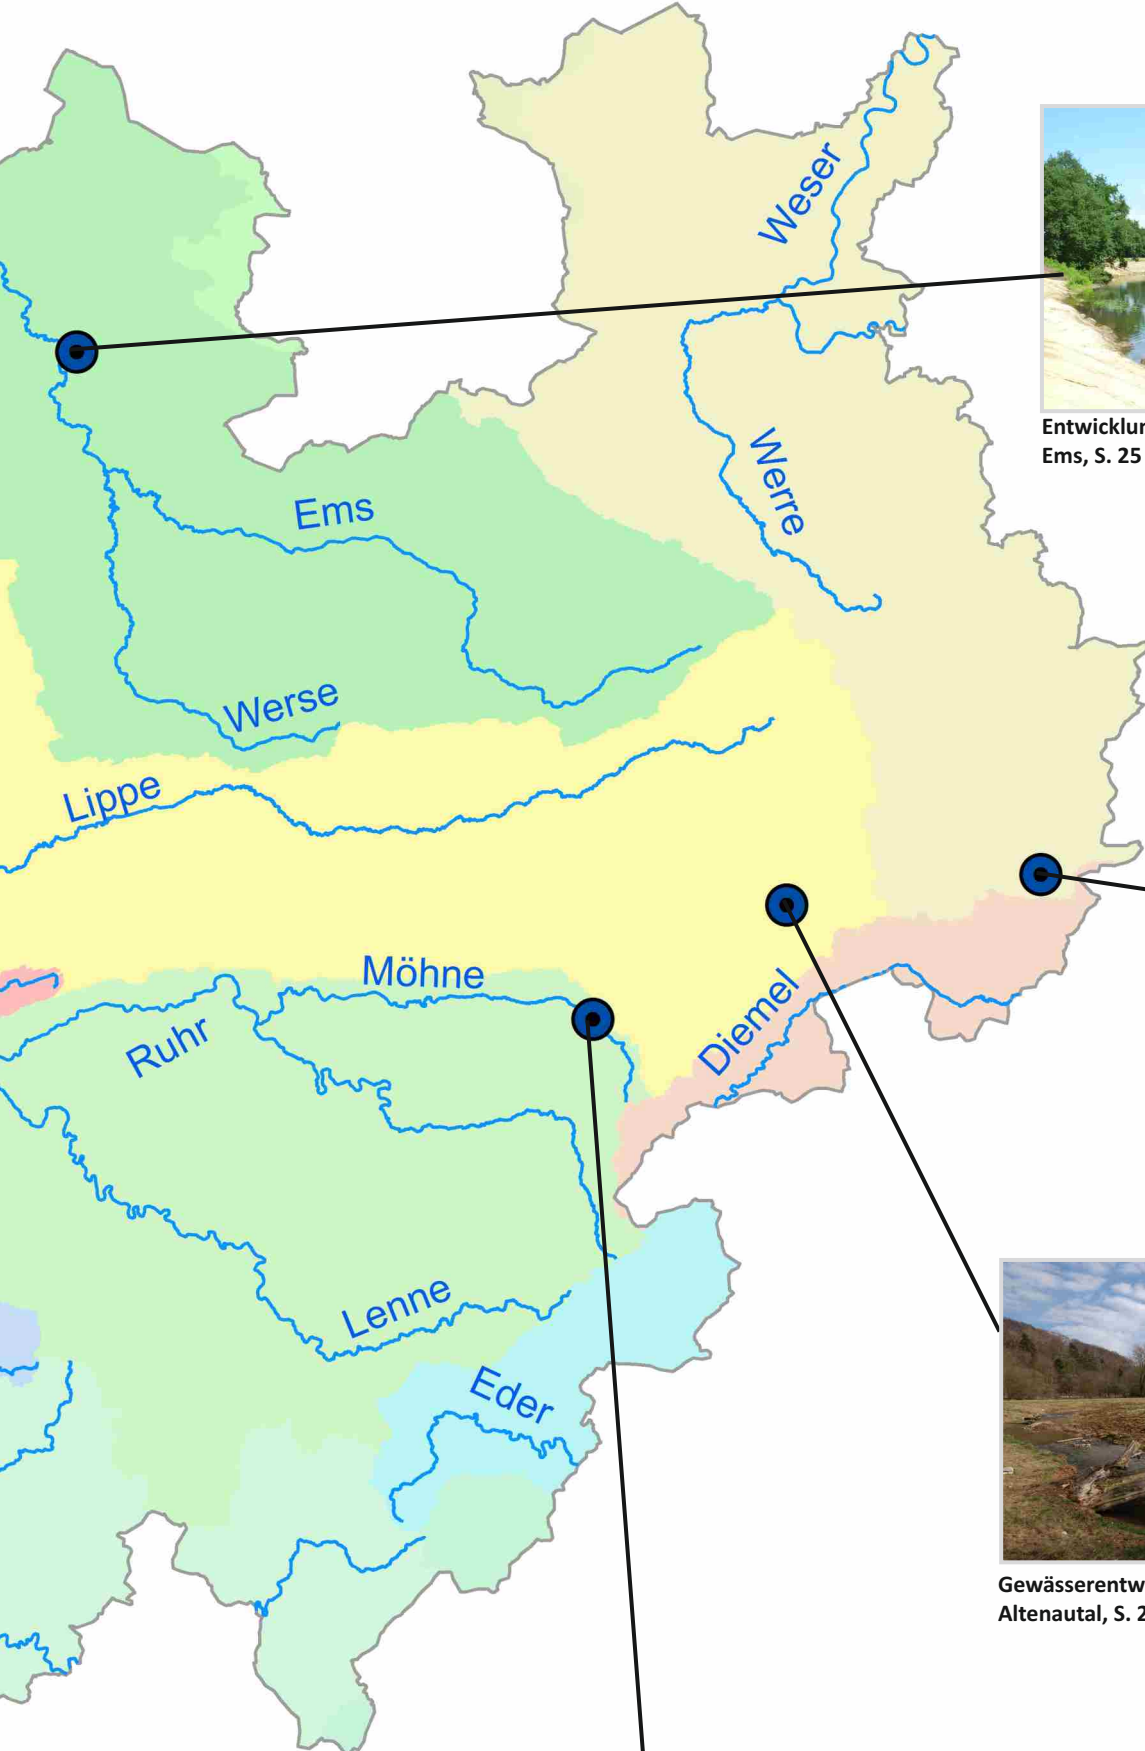 Weser
Entwicklun
Ems, S. 25
Werre
Ems
Werse
Lippe
Möhne
Diemel
Ruhr
Lenne
Eder
Gewässerentw
Altenautal, S. 2